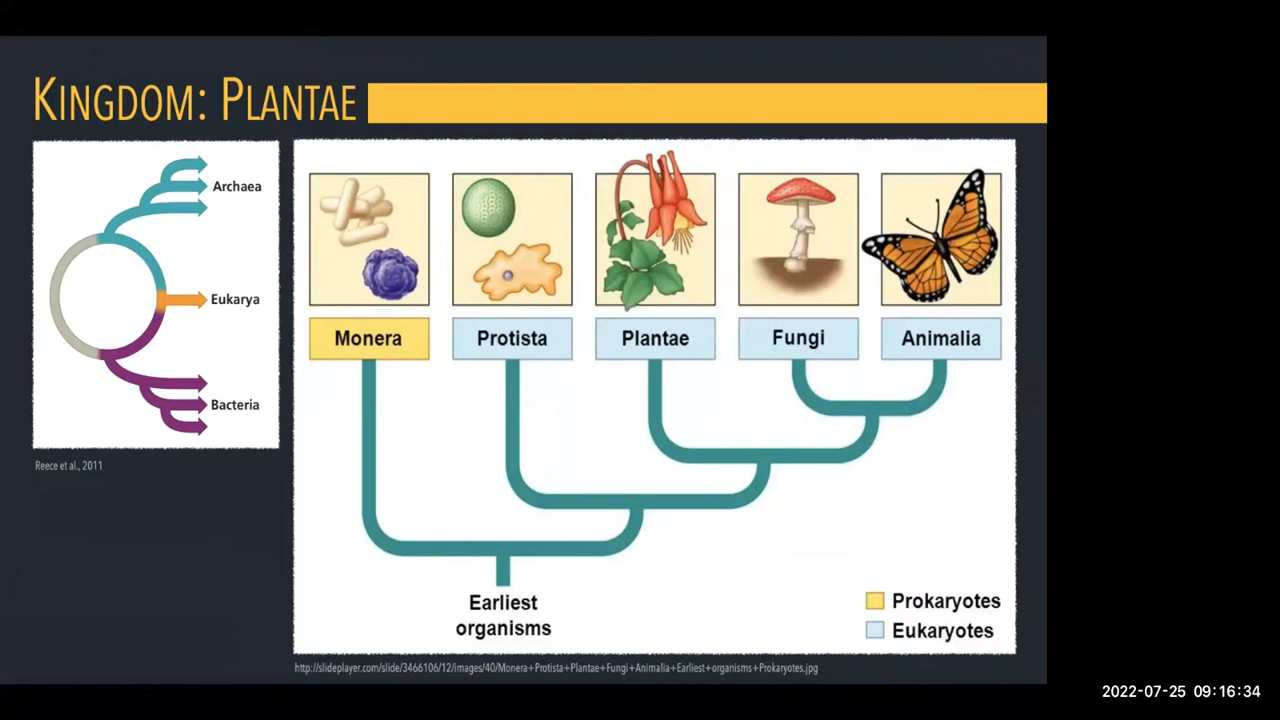 KINGDOM: PLANTAE
Archaea
Eukarya
Bacteria
Reece et al., 2011
Monera
Protista
Plantae
Fungi
Animalia
Earliest
organisms
Prokaryotes
Eukaryotes
http://slideplayer.com/slide/3466106/12/images/40/Monera+Protista+Plantae+Fungi+Animalia+Earliest+organisms+Prokaryotes.jpg
2022-07-25 09:16:34